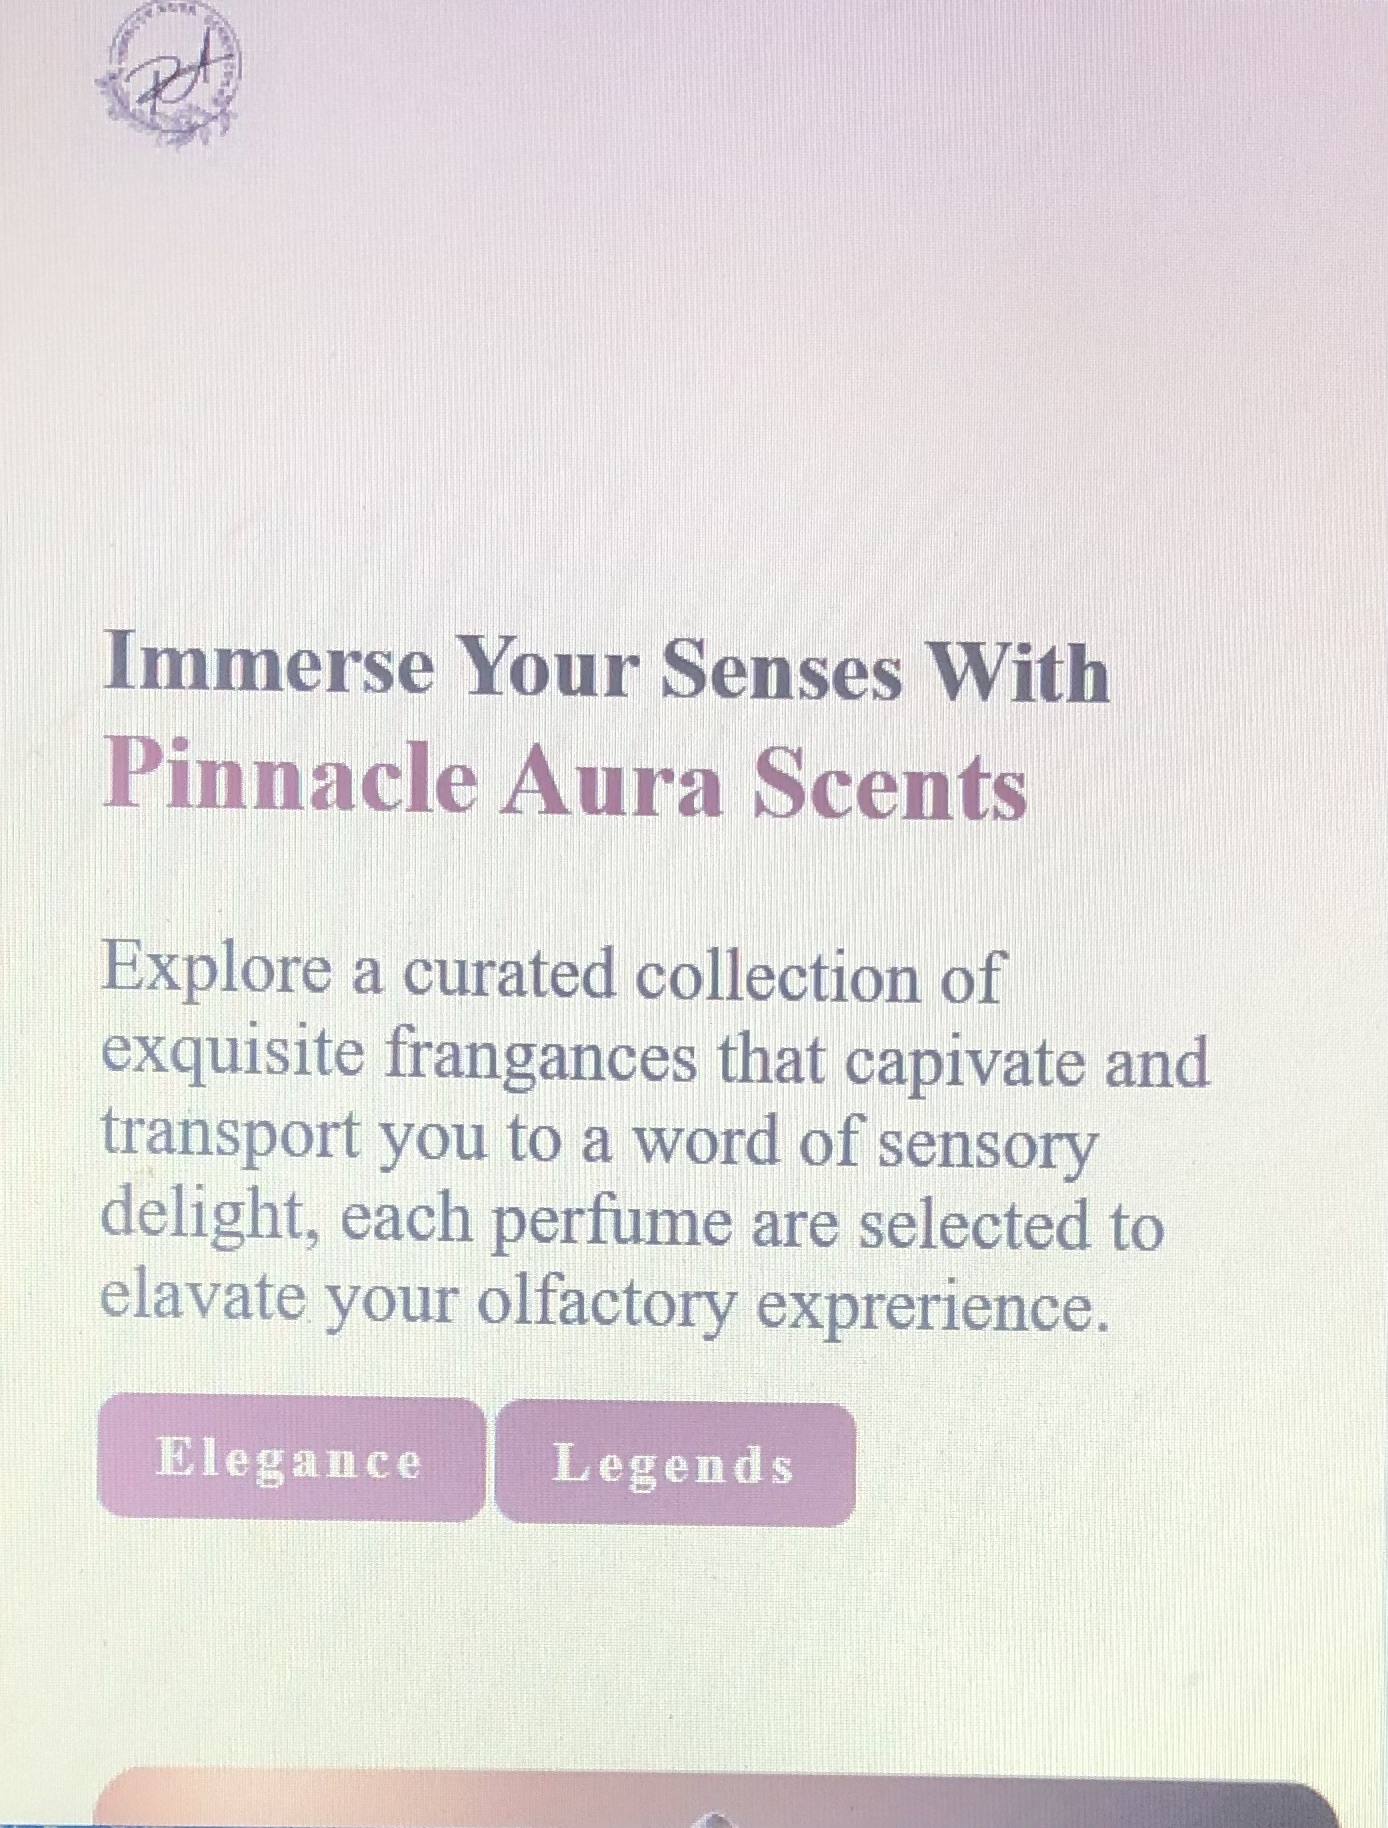 Immerse Your Senses With
Pinnacle Aura Scents
Explore a curated collection of
exquisite frangances that capivate and
transport you to a word of sensory
delight, each perfume are selected to
elavate your olfactory exprerience.
Elegance
Legends